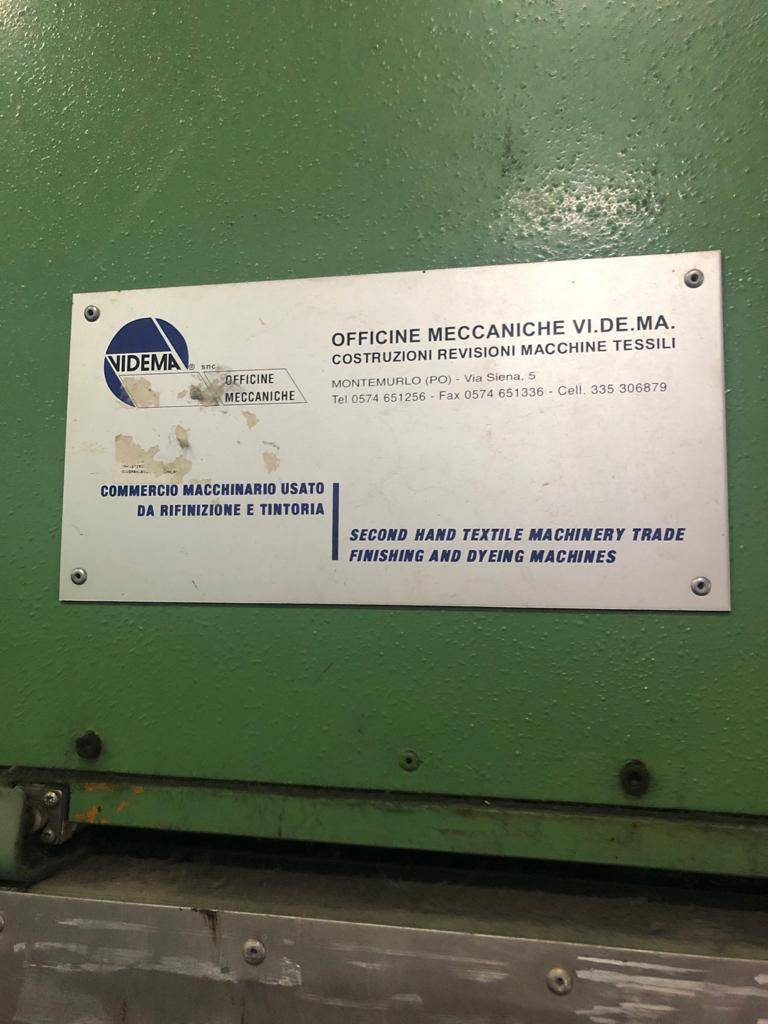 VIDEMA® snc
OFFICINE
MECCANICHE
OFFICINE MECCANICHE VI.DE.MA.
COSTRUZIONI REVISIONI MACCHINE TESSILI
MONTEMURLO (PO) - Via Siena, 5
Tel 0574 651256 - Fax 0574 651336 - Cell. 335 306879
COMMERCIO MACCHINARIO USATO
DA RIFINIZIONE E TINTORIA
SECOND HAND TEXTILE MACHINERY TRADE
FINISHING AND DYEING MACHINES